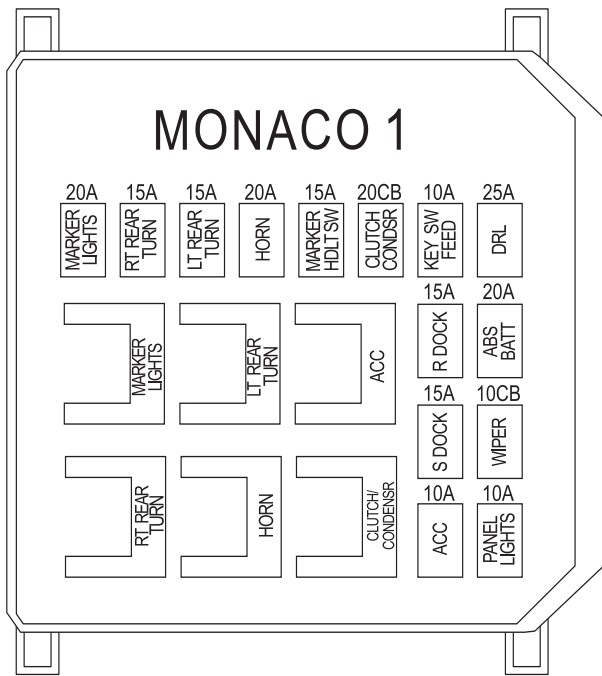 MONACO 1
20A 15A 15A 20A 15A 20CB 10A 25A
MARKER
LIGHTS
RT REAR
TURN
LT REAR
TURN
HORN
MARKER
HDLT SW
CLUTCH
CONDSR
KEY SW
FEED
DRL
15A 20A
R DOCK
ABS
BATT
MARKER
LIGHTS
LT REAR
TURN
ACC
15A 10CB
S DOCK
WIPER
RT REAR
TURN
HORN
CLUTCH/
CONDENSR
10A 10A
ACC
PANEL
LIGHTS